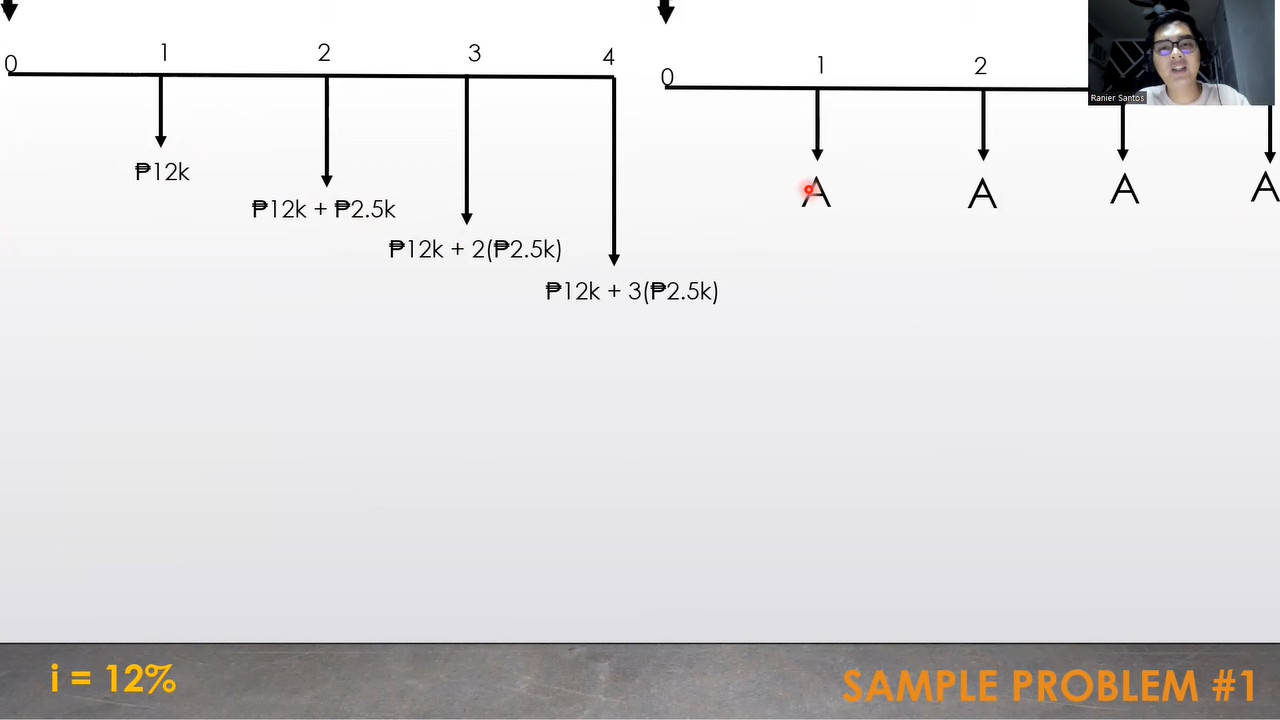 0 1 2 3 4
₱12k
₱12k + ₱2.5k
₱12k + 2(₱2.5k)
₱12k + 3(₱2.5k)
0 1 2
A A A A
Ranier Santos
i = 12%
SAMPLE PROBLEM #1